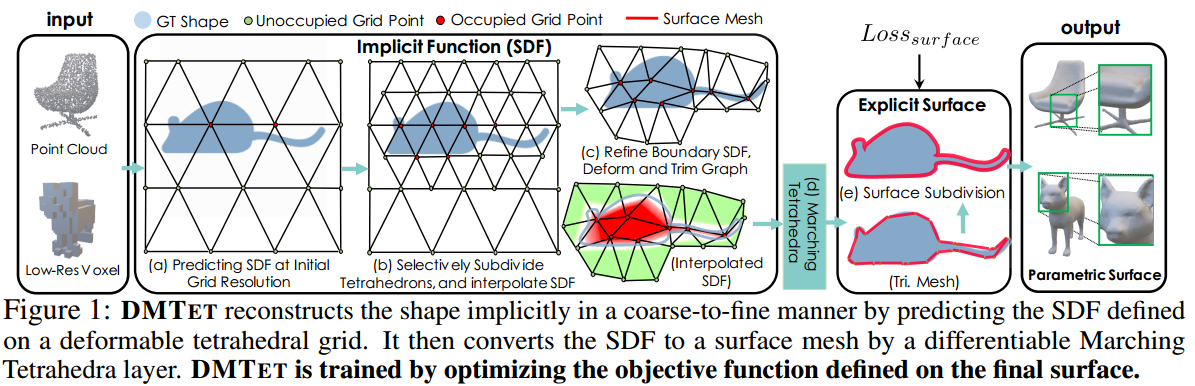 input
GT Shape
Unoccupied Grid Point
Occupied Grid Point
Surface Mesh
Loss_surface
output
Implicit Function (SDF)
Point Cloud
Low-Res Voxel
(a) Predicting SDF at Initial
Grid Resolution
(b) Selectively Subdivide
Tetrahedrons, and interpolate SDF
(c) Refine Boundary SDF,
Deform and Trim Graph
(Interpolated
SDF)
(d) Marching
Tetrahedra
Explicit Surface
(e) Surface Subdivision
(Tri. Mesh)
Parametric Surface
Figure 1: DMTET reconstructs the shape implicitly in a coarse-to-fine manner by predicting the SDF defined
on a deformable tetrahedral grid. It then converts the SDF to a surface mesh by a differentiable Marching
Tetrahedra layer. DMTET is trained by optimizing the objective function defined on the final surface.